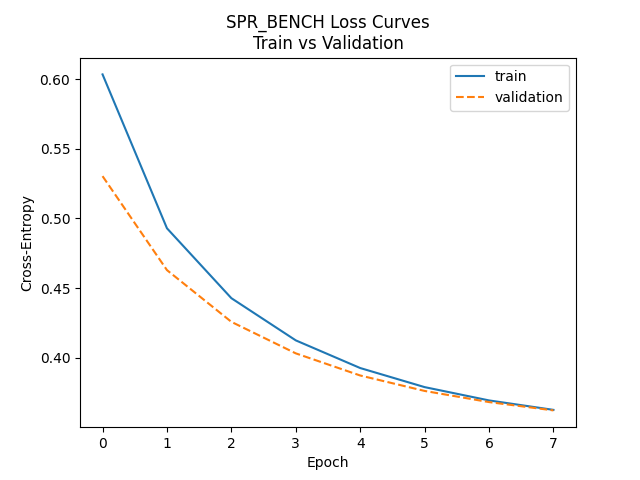 SPR_BENCH Loss Curves
Train vs Validation
train
validation
Cross-Entropy
0.60
0.55
0.50
0.45
0.40
0 1 2 3 4 5 6 7
Epoch